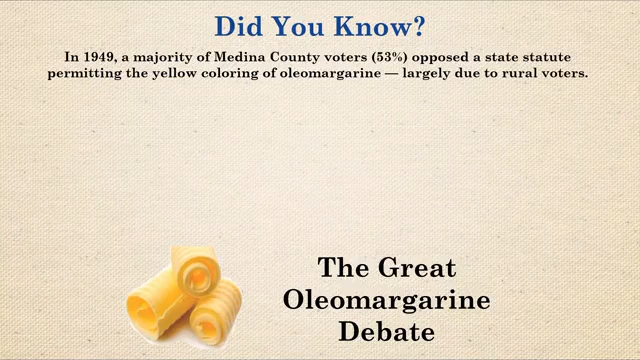 Did You Know?
In 1949, a majority of Medina County voters (53%) opposed a state statute
permitting the yellow coloring of oleomargarine — largely due to rural voters.
The Great
Oleomargarine
Debate